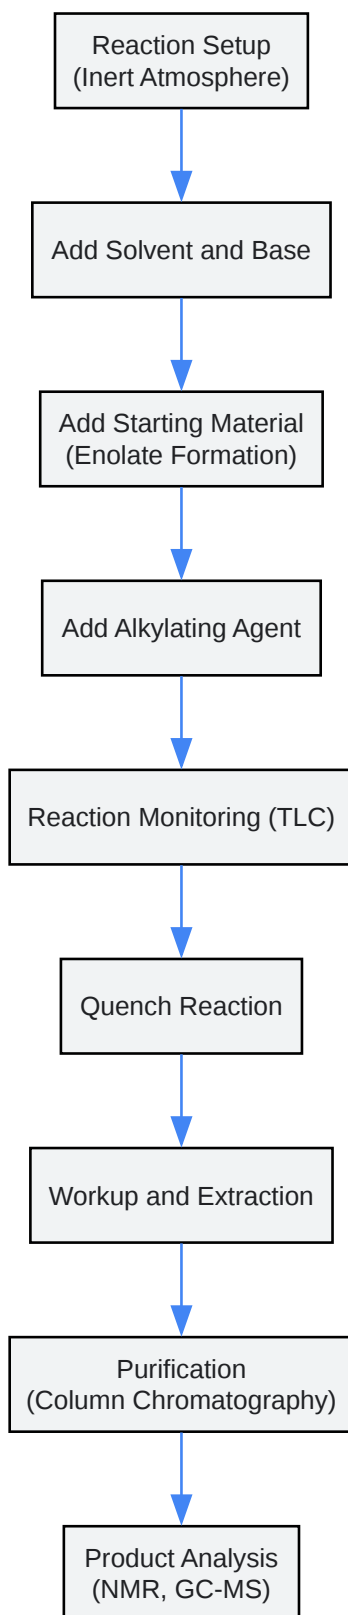 Reaction Setup
(Inert Atmosphere)
Add Solvent and Base
Add Starting Material
(Enolate Formation)
Add Alkylating Agent
Reaction Monitoring (TLC)
Quench Reaction
Workup and Extraction
Purification
(Column Chromatography)
Product Analysis
(NMR, GC-MS)